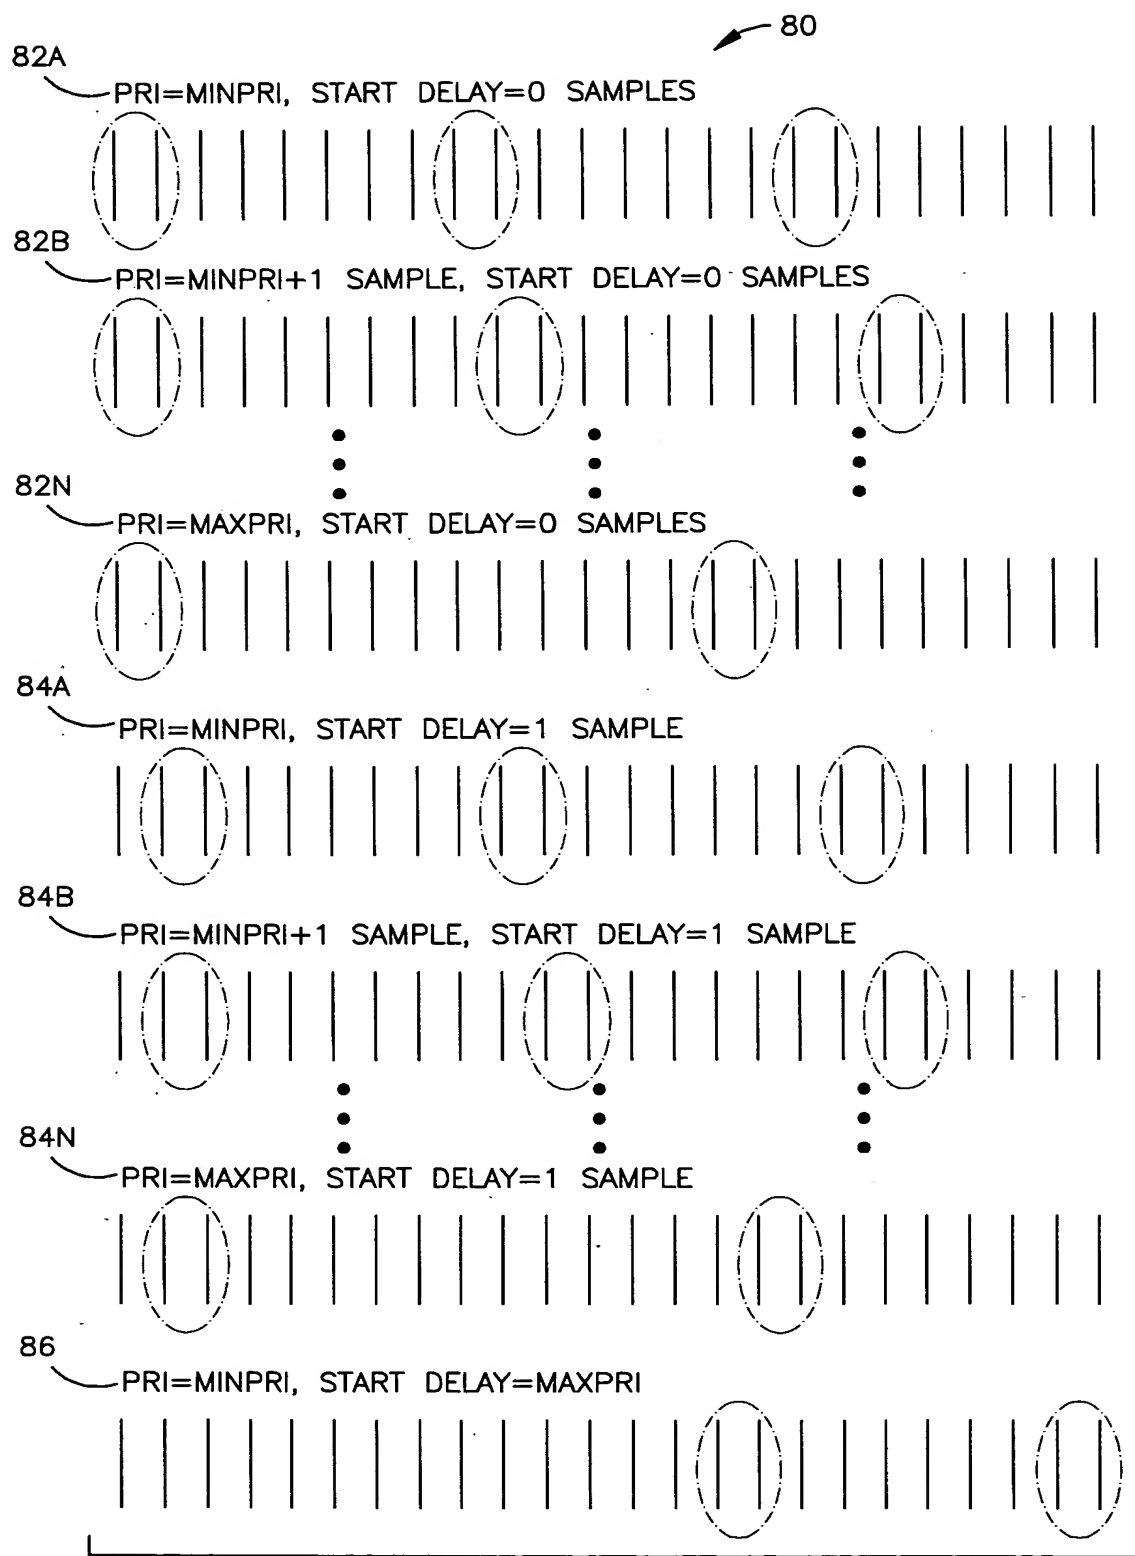 80
82A
PRI=MINPRI, START DELAY=0 SAMPLES
82B
PRI=MINPRI+1 SAMPLE, START DELAY=0 SAMPLES
82N
PRI=MAXPRI, START DELAY=0 SAMPLES
84A
PRI=MINPRI, START DELAY=1 SAMPLE
84B
PRI=MINPRI+1 SAMPLE, START DELAY=1 SAMPLE
84N
PRI=MAXPRI, START DELAY=1 SAMPLE
86
PRI=MINPRI, START DELAY=MAXPRI